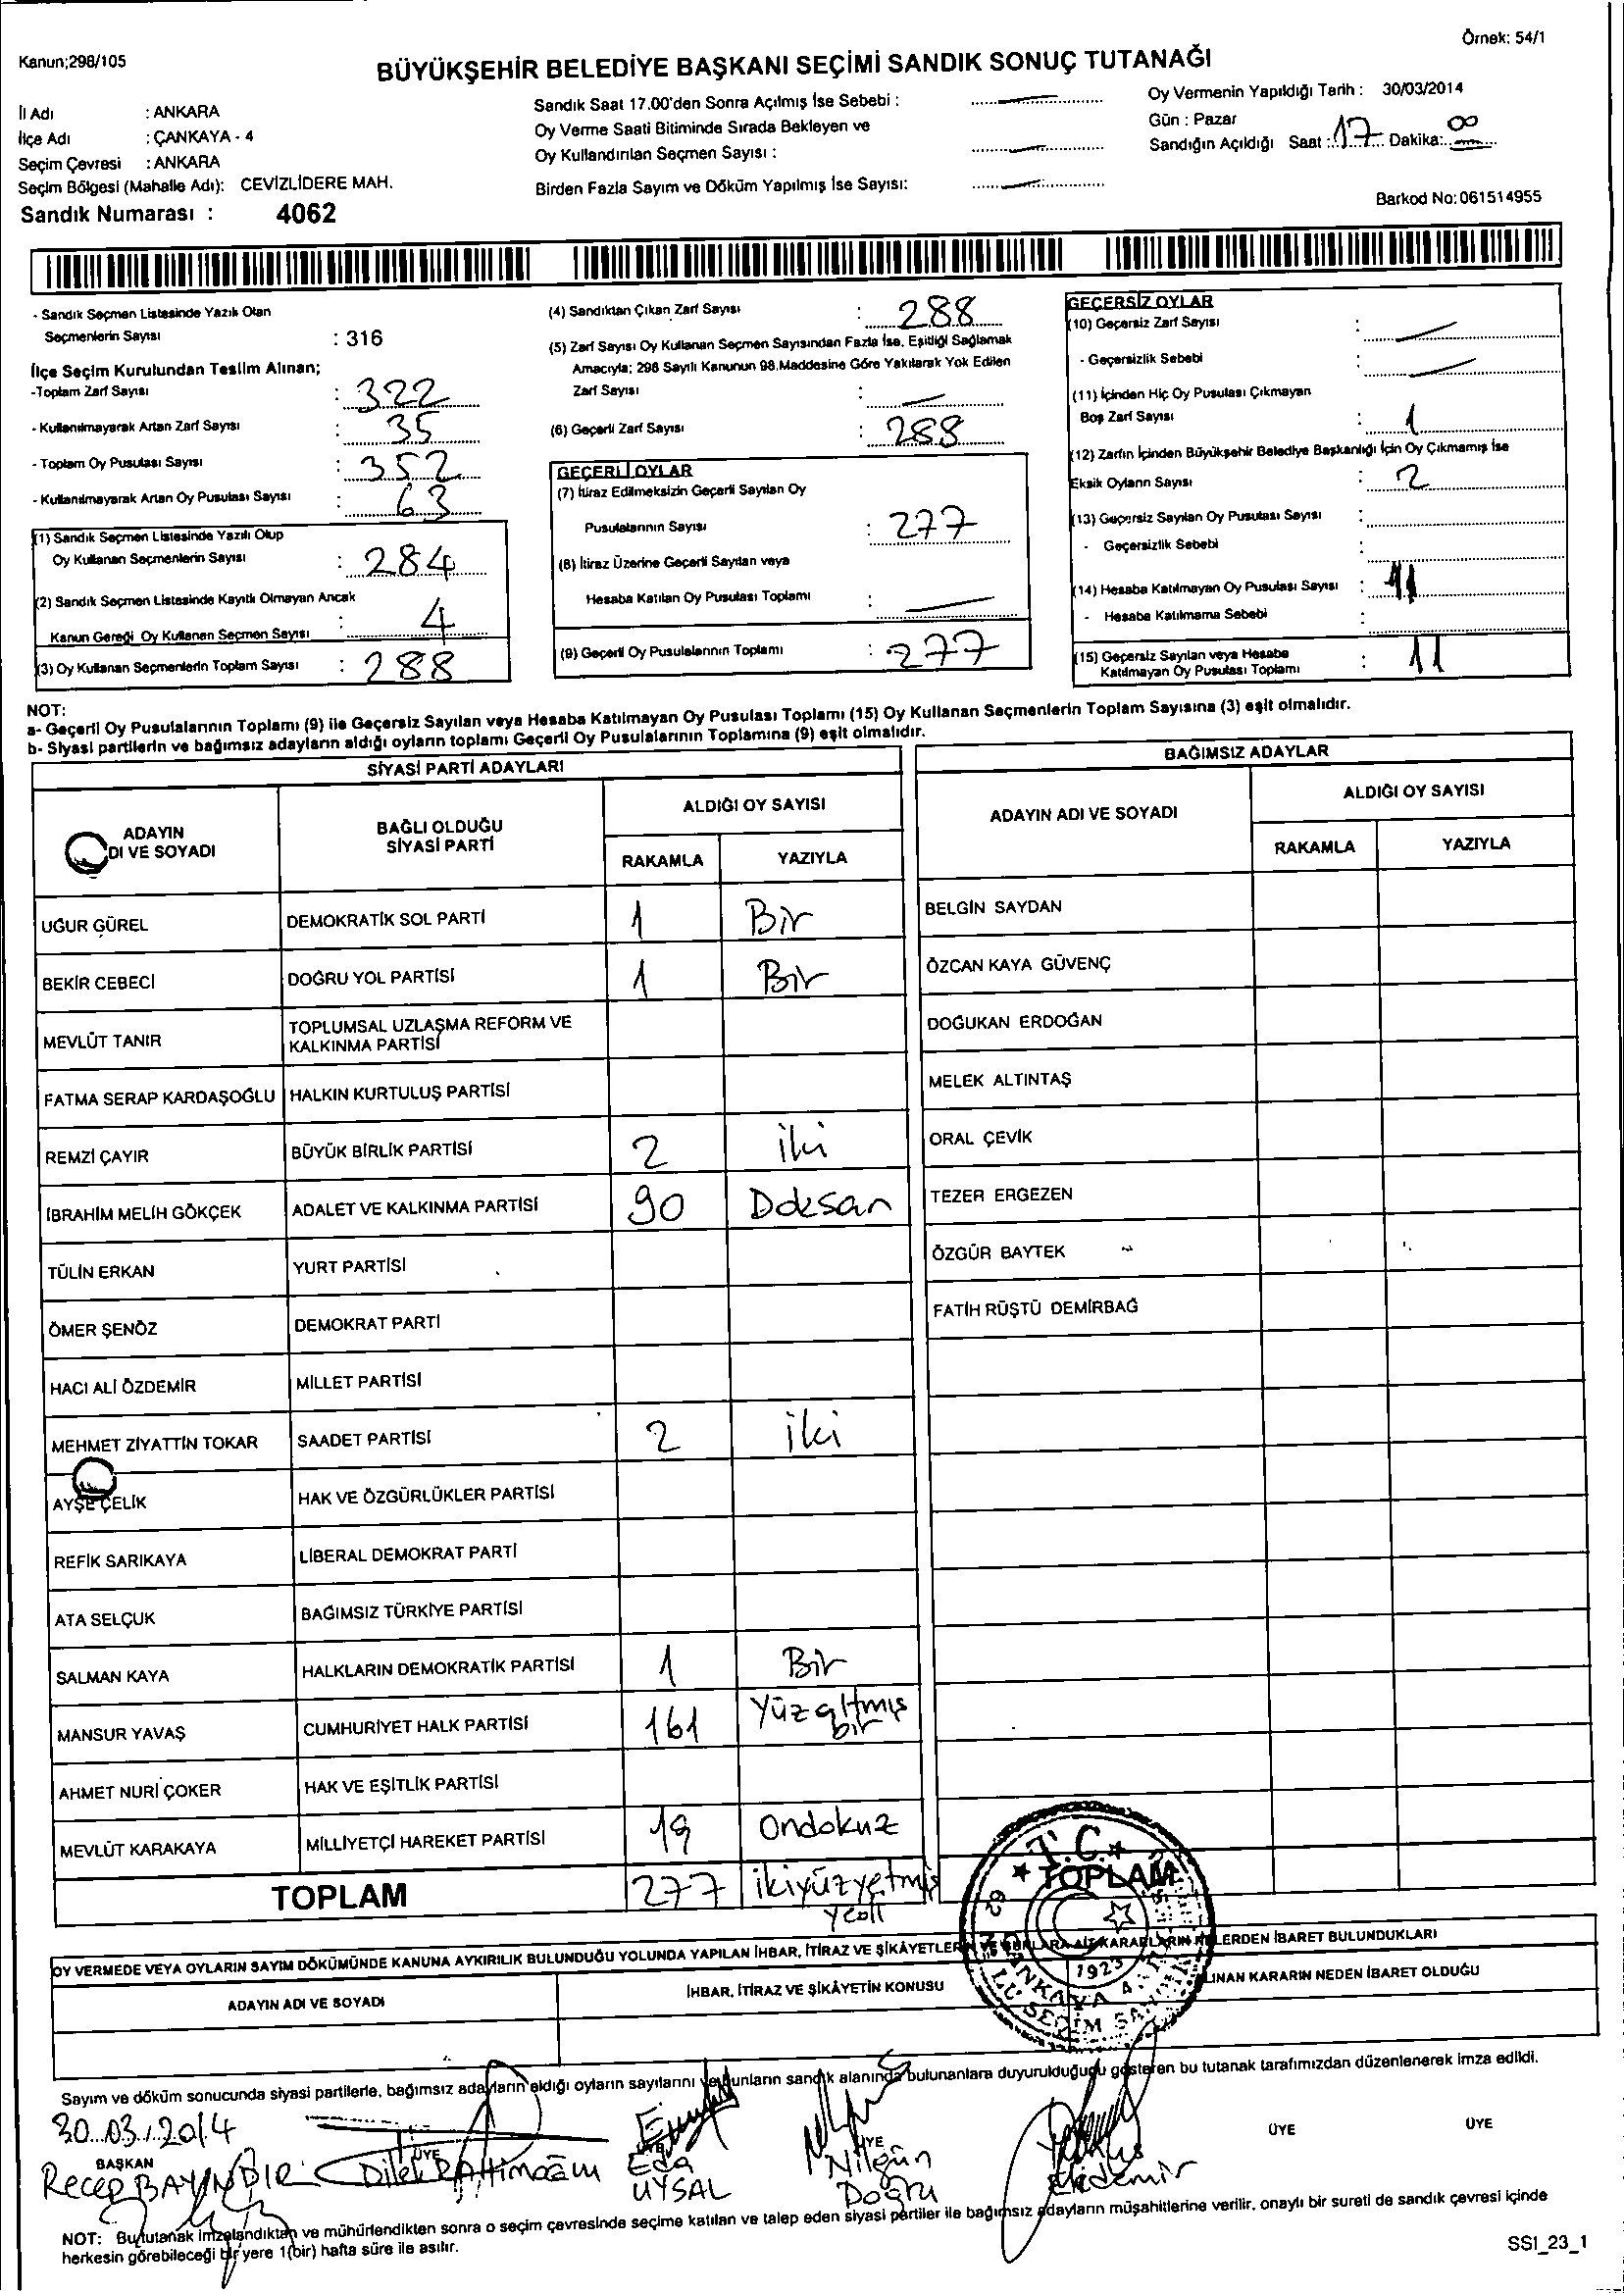 Kanun;298/105
Örnek: 54/1
BÜYÜKŞEHİR BELEDİYE BAŞKANI SEÇİMİ SANDIK SONUÇ TUTANAĞI
İl Adı : ANKARA
İlçe Adı : ÇANKAYA - 4
Seçim Çevresi : ANKARA
Seçim Bölgesi (Mahalle Adı): CEVİZLİDERE MAH.
Sandık Numarası : 4062
Sandık Saat 17.00'den Sonra Açılmış İse Sebebi :
Oy Verme Saati Bitiminde Sırada Bekleyen ve
Oy Kullandırılan Seçmen Sayısı :
Birden Fazla Sayım ve Döküm Yapılmış İse Sayısı:
Oy Vermenin Yapıldığı Tarih : 30/03/2014
Gün : Pazar
Sandığın Açıldığı Saat : 17 Dakika: 00
Barkod No: 061514955
- Sandık Seçmen Listesinde Yazılı Olan
Seçmenlerin Sayısı : 316
İlçe Seçim Kurulundan Teslim Alınan;
-Toplam Zarf Sayısı : 322
- Kullanılmayarak Artan Zarf Sayısı : 35
- Toplam Oy Pusulası Sayısı : 352
- Kullanılmayarak Artan Oy Pusulası Sayısı : 63
(1) Sandık Seçmen Listesinde Yazılı Olup
Oy Kullanan Seçmenlerin Sayısı : 284
(2) Sandık Seçmen Listesinde Kayıtlı Olmayan Ancak
Kanun Gereği Oy Kullanan Seçmen Sayısı : 4
(3) Oy Kullanan Seçmenlerin Toplam Sayısı : 288
(4) Sandıktan Çıkan Zarf Sayısı : 288
(5) Zarf Sayısı Oy Kullanan Seçmen Sayısından Fazla İse, Eşitliği Sağlamak
Amacıyla; 298 Sayılı Kanunun 98.Maddesine Göre Yakılarak Yok Edilen
Zarf Sayısı : —
(6) Geçerli Zarf Sayısı : 288
GEÇERLİ OYLAR
(7) İtiraz Edilmeksizin Geçerli Sayılan Oy
Pusulalarının Sayısı : 277
(8) İtiraz Üzerine Geçerli Sayılan veya
Hesaba Katılan Oy Pusulası Toplamı : —
(9) Geçerli Oy Pusulalarının Toplamı : 277
GEÇERSİZ OYLAR
(10) Geçersiz Zarf Sayısı : —
- Geçersizlik Sebebi : —
(11) İçinden Hiç Oy Pusulası Çıkmayan
Boş Zarf Sayısı : 1
(12) Zarfın İçinden Büyükşehir Belediye Başkanlığı İçin Oy Çıkmamış İse
Eksik Oyların Sayısı : 2
(13) Geçersiz Sayılan Oy Pusulası Sayısı :
- Geçersizlik Sebebi :
(14) Hesaba Katılmayan Oy Pusulası Sayısı : 11
- Hesaba Katılmama Sebebi :
(15) Geçersiz Sayılan veya Hesaba
Katılmayan Oy Pusulası Toplamı : 11
NOT:
a- Geçerli Oy Pusulalarının Toplamı (9) ile Geçersiz Sayılan veya Hesaba Katılmayan Oy Pusulası Toplamı (15) Oy Kullanan Seçmenlerin Toplam Sayısına (3) eşit olmalıdır.
b- Siyasi partilerin ve bağımsız adayların aldığı oyların toplamı Geçerli Oy Pusulalarının Toplamına (9) eşit olmalıdır.
SİYASİ PARTİ ADAYLARI
ADAYIN
DI VE SOYADI
BAĞLI OLDUĞU
SİYASİ PARTİ
ALDIĞI OY SAYISI
RAKAMLA YAZIYLA
UĞUR GÜREL DEMOKRATİK SOL PARTİ 1 Bir
BEKİR CEBECİ DOĞRU YOL PARTİSİ 1 Bir
MEVLÜT TANIR TOPLUMSAL UZLAŞMA REFORM VE
KALKINMA PARTİSİ
FATMA SERAP KARDAŞOĞLU HALKIN KURTULUŞ PARTİSİ
REMZİ ÇAYIR BÜYÜK BİRLİK PARTİSİ 2 iki
İBRAHİM MELİH GÖKÇEK ADALET VE KALKINMA PARTİSİ 90 Doksan
TÜLİN ERKAN YURT PARTİSİ
ÖMER ŞENÖZ DEMOKRAT PARTİ
HACI ALİ ÖZDEMİR MİLLET PARTİSİ
MEHMET ZİYATTİN TOKAR SAADET PARTİSİ 2 iki
AYŞE ÇELİK HAK VE ÖZGÜRLÜKLER PARTİSİ
REFİK SARIKAYA LİBERAL DEMOKRAT PARTİ
ATA SELÇUK BAĞIMSIZ TÜRKİYE PARTİSİ
SALMAN KAYA HALKLARIN DEMOKRATİK PARTİSİ 1 Bir
MANSUR YAVAŞ CUMHURİYET HALK PARTİSİ 161 Yüzaltmış
bir
AHMET NURİ ÇOKER HAK VE EŞİTLİK PARTİSİ
MEVLÜT KARAKAYA MİLLİYETÇİ HAREKET PARTİSİ 19 Ondokuz
TOPLAM 277 ikiyüzyetmiş
yedi
BAĞIMSIZ ADAYLAR
ADAYIN ADI VE SOYADI
ALDIĞI OY SAYISI
RAKAMLA YAZIYLA
BELGİN SAYDAN
ÖZCAN KAYA GÜVENÇ
DOĞUKAN ERDOĞAN
MELEK ALTINTAŞ
ORAL ÇEVİK
TEZER ERGEZEN
ÖZGÜR BAYTEK
FATİH RÜŞTÜ DEMİRBAĞ
TOPLAM
T.C.
1923
ÇANKAYA 4.
SEÇİM
OY VERMEDE VEYA OYLARIN SAYIM DÖKÜMÜNDE KANUNA AYKIRILIK BULUNDUĞU YOLUNDA YAPILAN İHBAR, İTİRAZ VE ŞİKÂYETLERİN VE BUNLARA AİT KARARLARIN NELERDEN İBARET BULUNDUKLARI
ADAYIN ADI VE SOYADI
İHBAR, İTİRAZ VE ŞİKÂYETİN KONUSU
LINAN KARARIN NEDEN İBARET OLDUĞU
Sayım ve döküm sonucunda siyasi partilerle, bağımsız adayların aldığı oyların sayılarını ve bunların sandık alanında bulunanlara duyurulduğunu gösteren bu tutanak tarafımızdan düzenlenerek imza edildi.
30.03.2014
BAŞKAN ÜYE ÜYE ÜYE ÜYE ÜYE
Recep BAYINDIR
Dilek
Eda
UYSAL
Nilgün
Doğru
Akdemir
NOT: Bu tutanak imzalandıktan ve mühürlendikten sonra o seçim çevresinde seçime katılan ve talep eden siyasi partiler ile bağımsız adayların müşahitlerine verilir, onaylı bir sureti de sandık çevresi içinde
herkesin görebileceği bir yere 1(bir) hafta süre ile asılır.
SSI_23_1